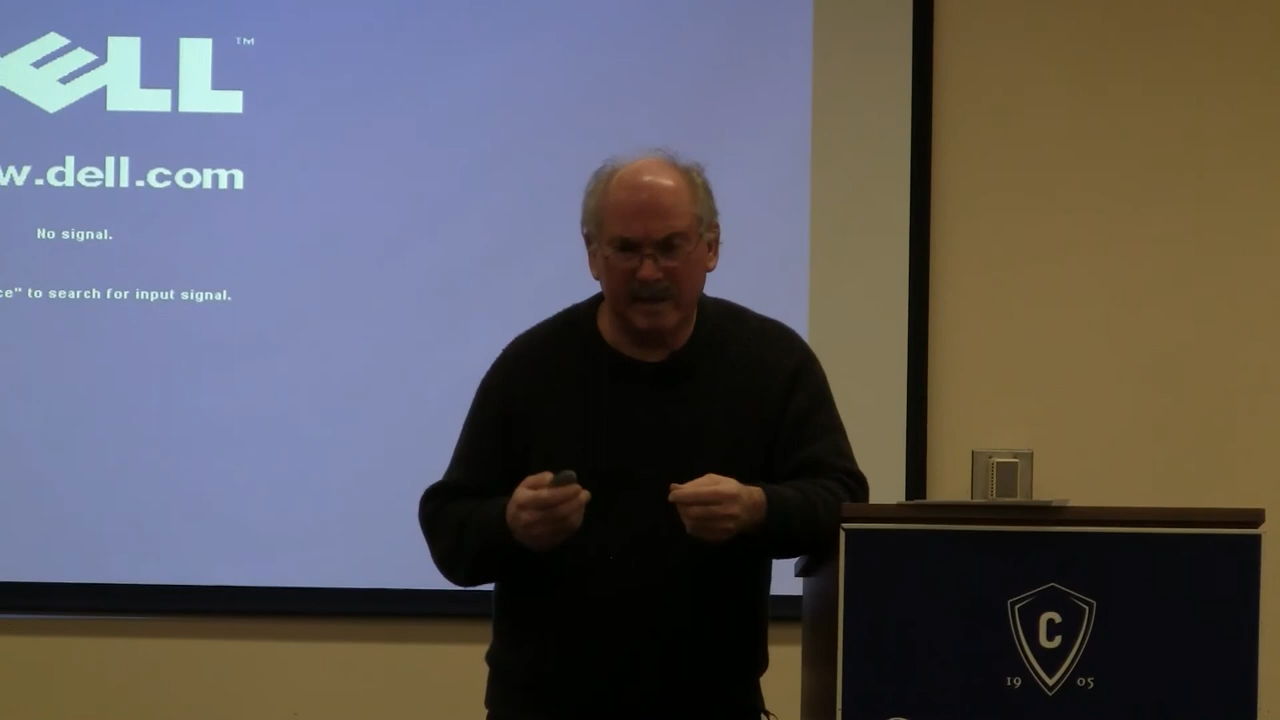 ELL™
w.dell.com
No signal.
ce" to search for input signal.
C
19 05